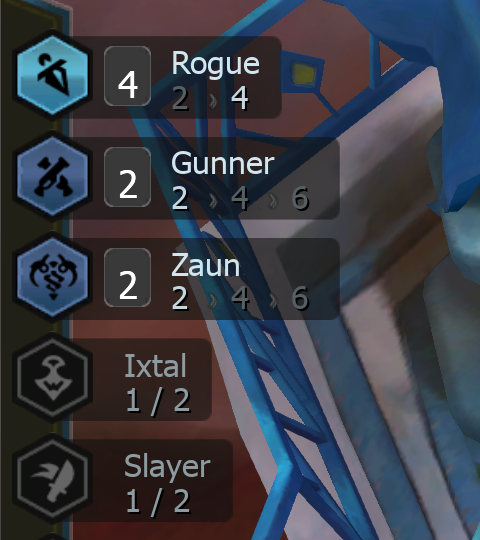 4
Rogue
2 › 4
2
Gunner
2 › 4 › 6
2
Zaun
2 › 4 › 6
Ixtal
1 / 2
Slayer
1 / 2